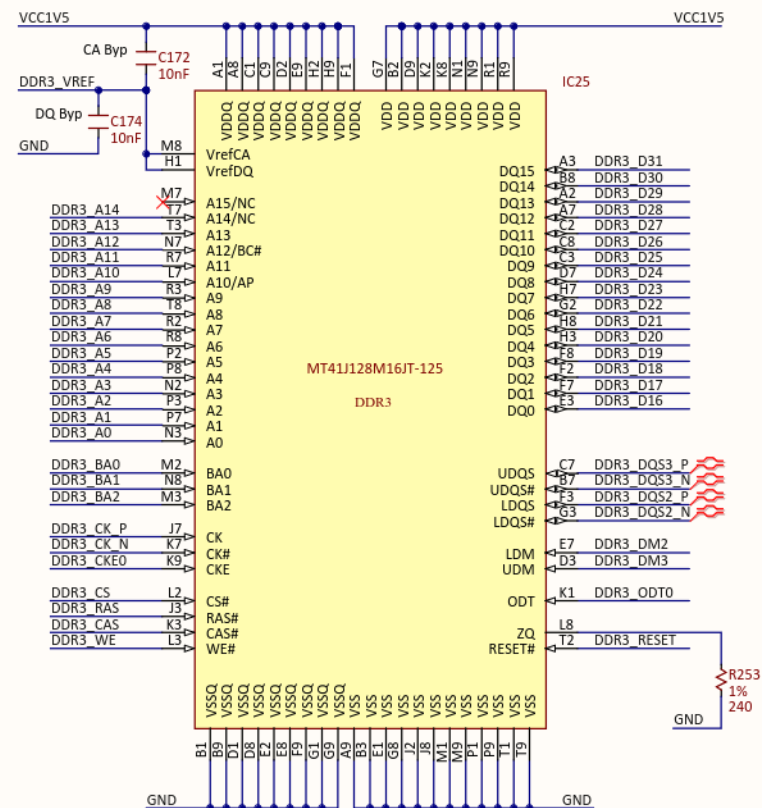 VCC1V5
VCC1V5
CA Byp
C172
10nF
DDR3_VREF
DQ Byp
C174
10nF
GND
A1 A8 C1 C9 D2 E9 H2 H9 F1
G7 B2 D9 K2 K8 N1 N9 R1 R9
IC25
VDDQ VDDQ VDDQ VDDQ VDDQ VDDQ VDDQ VDDQ VDDQ
VDD VDD VDD VDD VDD VDD VDD VDD VDD
M8 VrefCA
H1 VrefDQ
M7 A15/NC
DDR3_A14 T7 A14/NC
DDR3_A13 T3 A13
DDR3_A12 N7 A12/BC#
DDR3_A11 R7 A11
DDR3_A10 L7 A10/AP
DDR3_A9 R3 A9
DDR3_A8 T8 A8
DDR3_A7 R2 A7
DDR3_A6 R8 A6
DDR3_A5 P2 A5
DDR3_A4 P8 A4
DDR3_A3 N2 A3
DDR3_A2 P3 A2
DDR3_A1 P7 A1
DDR3_A0 N3 A0
DDR3_BA0 M2 BA0
DDR3_BA1 N8 BA1
DDR3_BA2 M3 BA2
DDR3_CK_P J7 CK
DDR3_CK_N K7 CK#
DDR3_CKE0 K9 CKE
DDR3_CS L2 CS#
DDR3_RAS J3 RAS#
DDR3_CAS K3 CAS#
DDR3_WE L3 WE#
MT41J128M16JT-125
DDR3
DQ15 A3 DDR3_D31
DQ14 B8 DDR3_D30
DQ13 A2 DDR3_D29
DQ12 A7 DDR3_D28
DQ11 C2 DDR3_D27
DQ10 C8 DDR3_D26
DQ9 C3 DDR3_D25
DQ8 D7 DDR3_D24
DQ7 H7 DDR3_D23
DQ6 G2 DDR3_D22
DQ5 H8 DDR3_D21
DQ4 H3 DDR3_D20
DQ3 F8 DDR3_D19
DQ2 F2 DDR3_D18
DQ1 F7 DDR3_D17
DQ0 E3 DDR3_D16
UDQS C7 DDR3_DQS3_P
UDQS# B7 DDR3_DQS3_N
LDQS F3 DDR3_DQS2_P
LDQS# G3 DDR3_DQS2_N
LDM E7 DDR3_DM2
UDM D3 DDR3_DM3
ODT K1 DDR3_ODT0
ZQ L8
RESET# T2 DDR3_RESET
R253
1%
240
GND
VSSQ VSSQ VSSQ VSSQ VSSQ VSSQ VSSQ VSSQ VSSQ
VSS VSS VSS VSS VSS VSS VSS VSS VSS VSS VSS VSS
B1 B9 D1 D8 E2 E8 F9 G1 G9
A9 B3 E1 G8 J2 J8 M1 M9 P1 P9 T1 T9
GND
GND